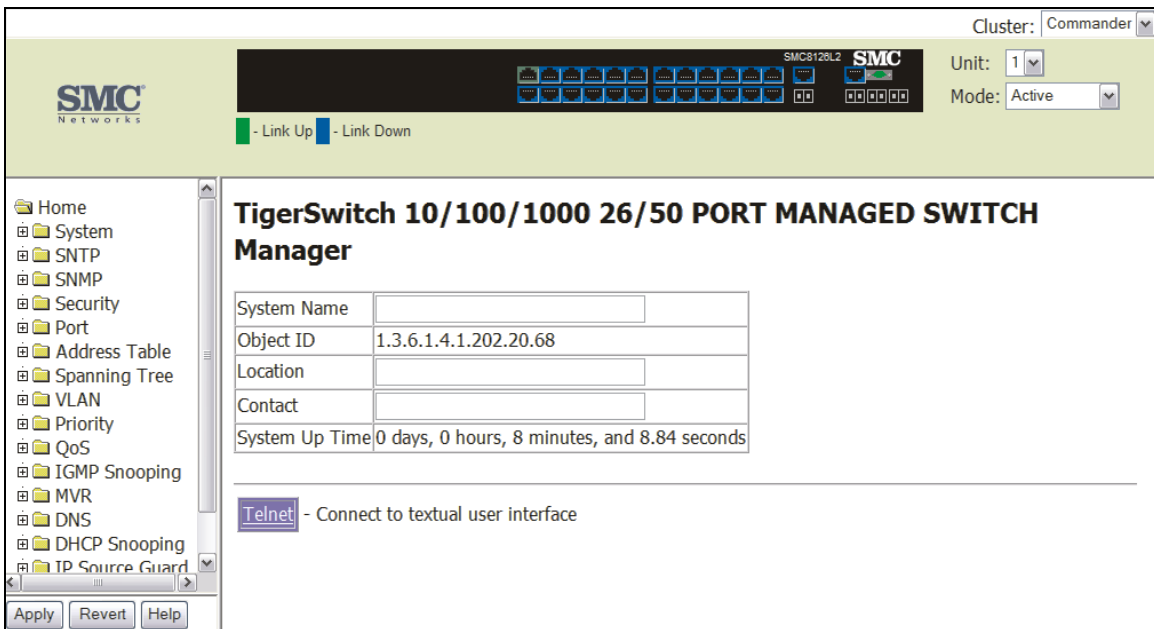 Cluster: Commander
SMC8126L2 SMC
Unit: 1
Mode: Active
SMC®
Networks
- Link Up - Link Down
Home
System
SNTP
SNMP
Security
Port
Address Table
Spanning Tree
VLAN
Priority
QoS
IGMP Snooping
MVR
DNS
DHCP Snooping
IP Source Guard
Apply Revert Help
TigerSwitch 10/100/1000 26/50 PORT MANAGED SWITCH
Manager
System Name
Object ID 1.3.6.1.4.1.202.20.68
Location
Contact
System Up Time 0 days, 0 hours, 8 minutes, and 8.84 seconds
Telnet - Connect to textual user interface